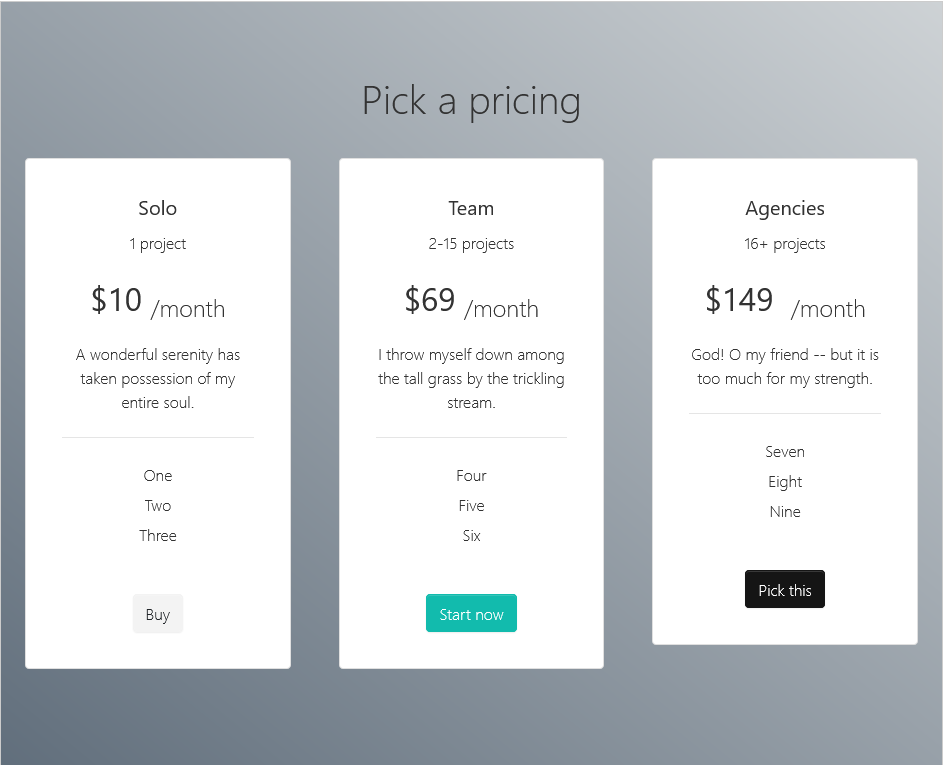 Pick a pricing
Solo
1 project
$10 /month
A wonderful serenity has
taken possession of my
entire soul.
One
Two
Three
Buy
Team
2-15 projects
$69 /month
I throw myself down among
the tall grass by the trickling
stream.
Four
Five
Six
Start now
Agencies
16+ projects
$149 /month
God! O my friend -- but it is
too much for my strength.
Seven
Eight
Nine
Pick this